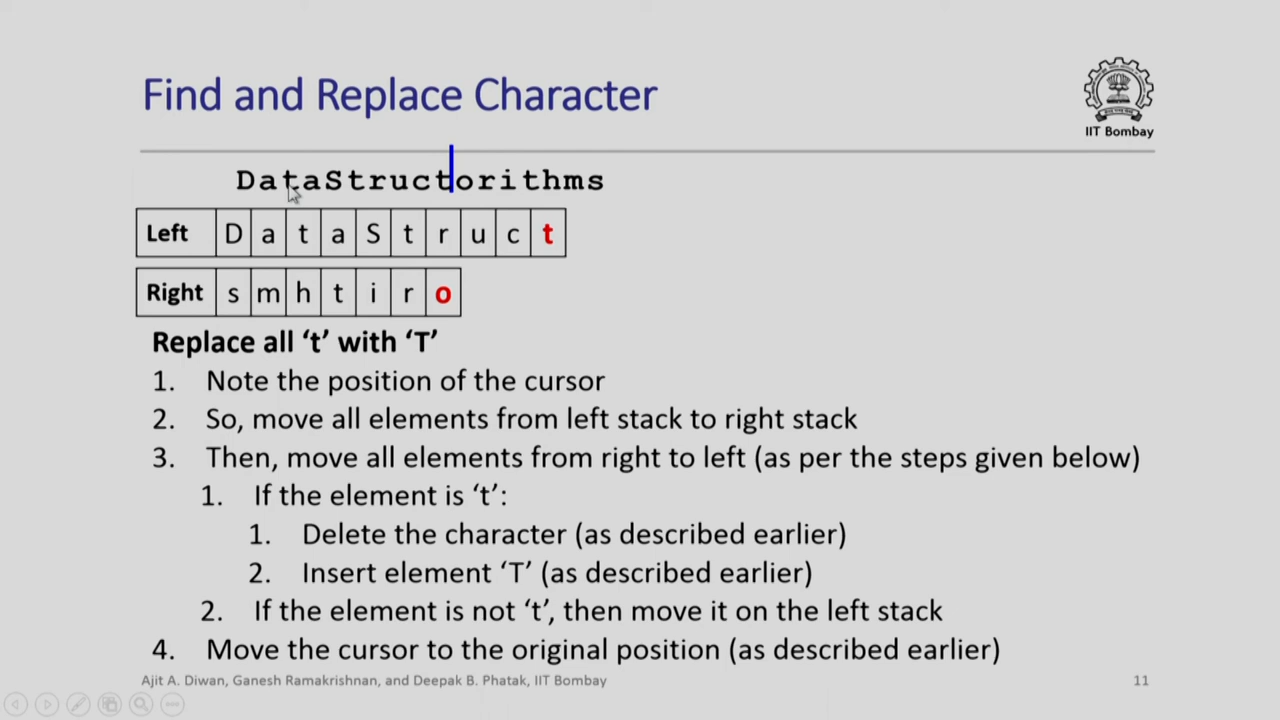 Find and Replace Character
IIT Bombay
DataStructorithms
Left D a t a S t r u c t
Right s m h t i r o
Replace all ‘t’ with ‘T’
1. Note the position of the cursor
2. So, move all elements from left stack to right stack
3. Then, move all elements from right to left (as per the steps given below)
1. If the element is ‘t’:
1. Delete the character (as described earlier)
2. Insert element ‘T’ (as described earlier)
2. If the element is not ‘t’, then move it on the left stack
4. Move the cursor to the original position (as described earlier)
Ajit A. Diwan, Ganesh Ramakrishnan, and Deepak B. Phatak, IIT Bombay 11